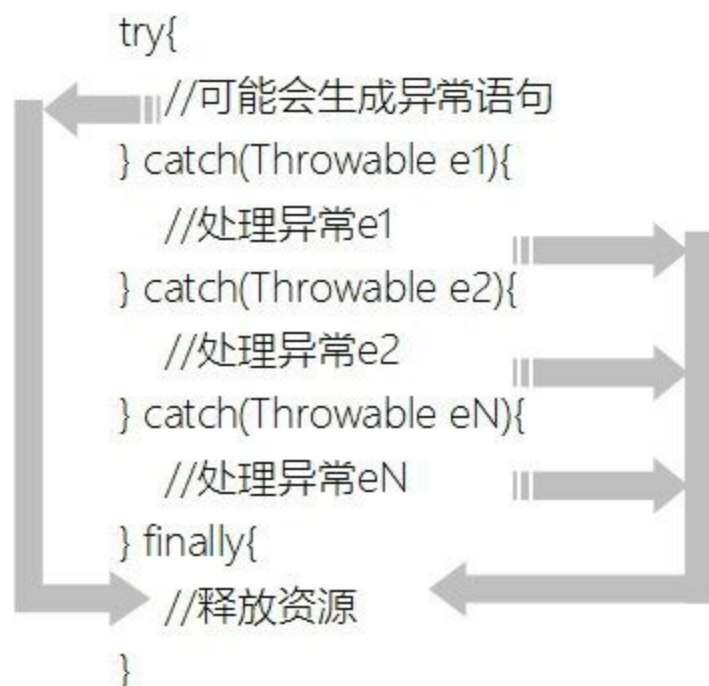 try{
//可能会生成异常语句
} catch(Throwable e1){
//处理异常e1
} catch(Throwable e2){
//处理异常e2
} catch(Throwable eN){
//处理异常eN
} finally{
//释放资源
}